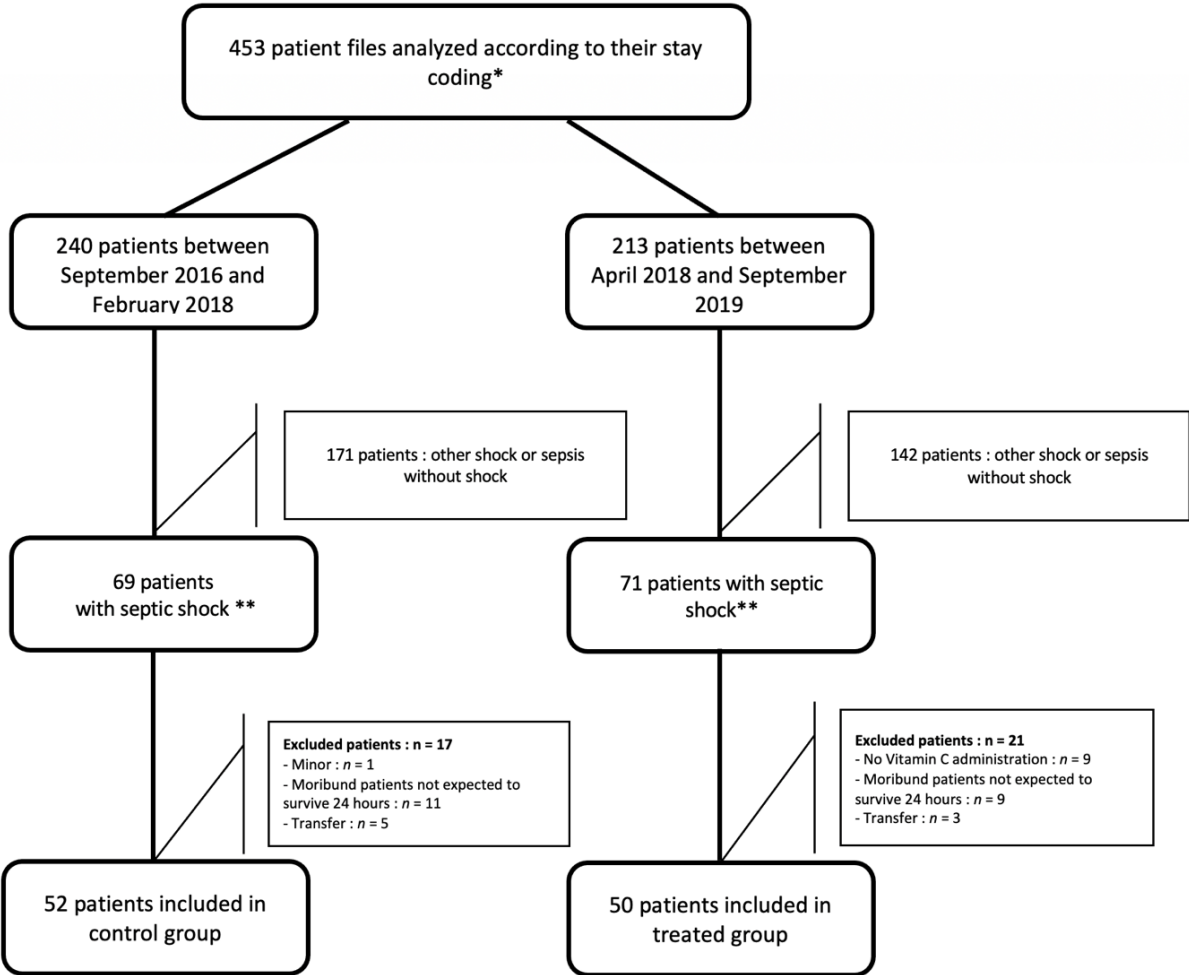 453 patient files analyzed according to their stay
coding*
240 patients between
September 2016 and
February 2018
213 patients between
April 2018 and September
2019
171 patients : other shock or sepsis
without shock
142 patients : other shock or sepsis
without shock
69 patients
with septic shock **
71 patients with septic
shock**
Excluded patients : n = 17
- Minor : n = 1
- Moribund patients not expected to
survive 24 hours : n = 11
- Transfer : n = 5
Excluded patients : n = 21
- No Vitamin C administration : n = 9
- Moribund patients not expected to
survive 24 hours : n = 9
- Transfer : n = 3
52 patients included in
control group
50 patients included in
treated group